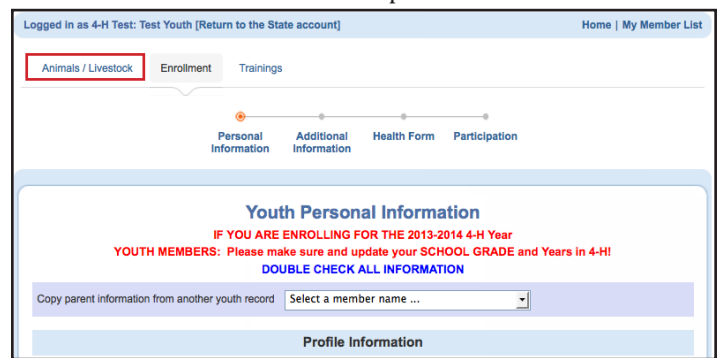 Logged in as 4-H Test: Test Youth [Return to the State account] Home | My Member List
Animals / Livestock Enrollment Trainings
Personal Information
Additional Information
Health Form
Participation
Youth Personal Information
IF YOU ARE ENROLLING FOR THE 2013-2014 4-H Year
YOUTH MEMBERS: Please make sure and update your SCHOOL GRADE and Years in 4-H!
DOUBLE CHECK ALL INFORMATION
Copy parent information from another youth record Select a member name ...
Profile Information